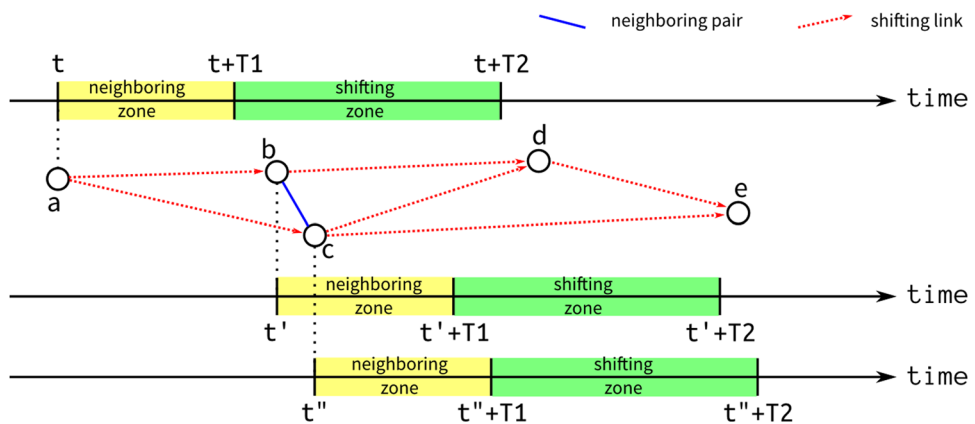 neighboring pair
shifting link
t
t+T1
t+T2
neighboring
shifting
zone
zone
time
a
b
c
d
e
neighboring
shifting
zone
zone
time
t'
t'+T1
t'+T2
neighboring
shifting
zone
zone
time
t"
t"+T1
t"+T2